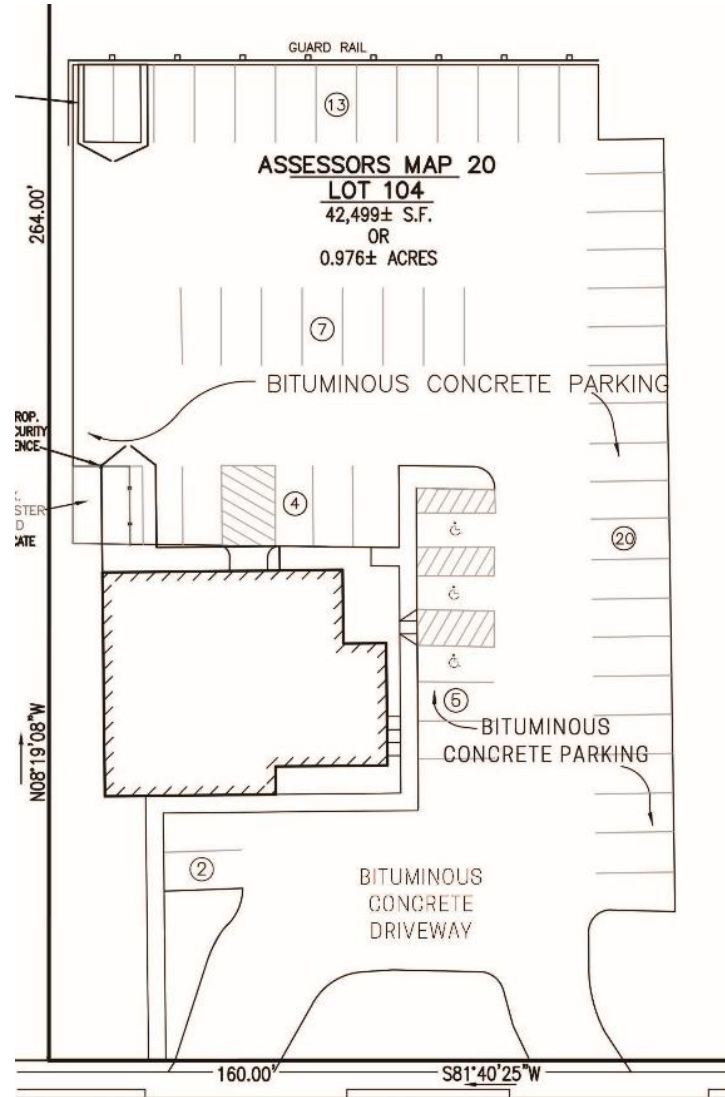 GUARD RAIL
13
ASSESSORS MAP 20
LOT 104
42,499± S.F.
OR
0.976± ACRES
264.00'
7
BITUMINOUS CONCRETE PARKING
ROP.
CURITY
ENCE
STER
D
CATE
4
20
5
BITUMINOUS
CONCRETE PARKING
N08°19'08"W
2
BITUMINOUS
CONCRETE
DRIVEWAY
160.00'
S81°40'25"W